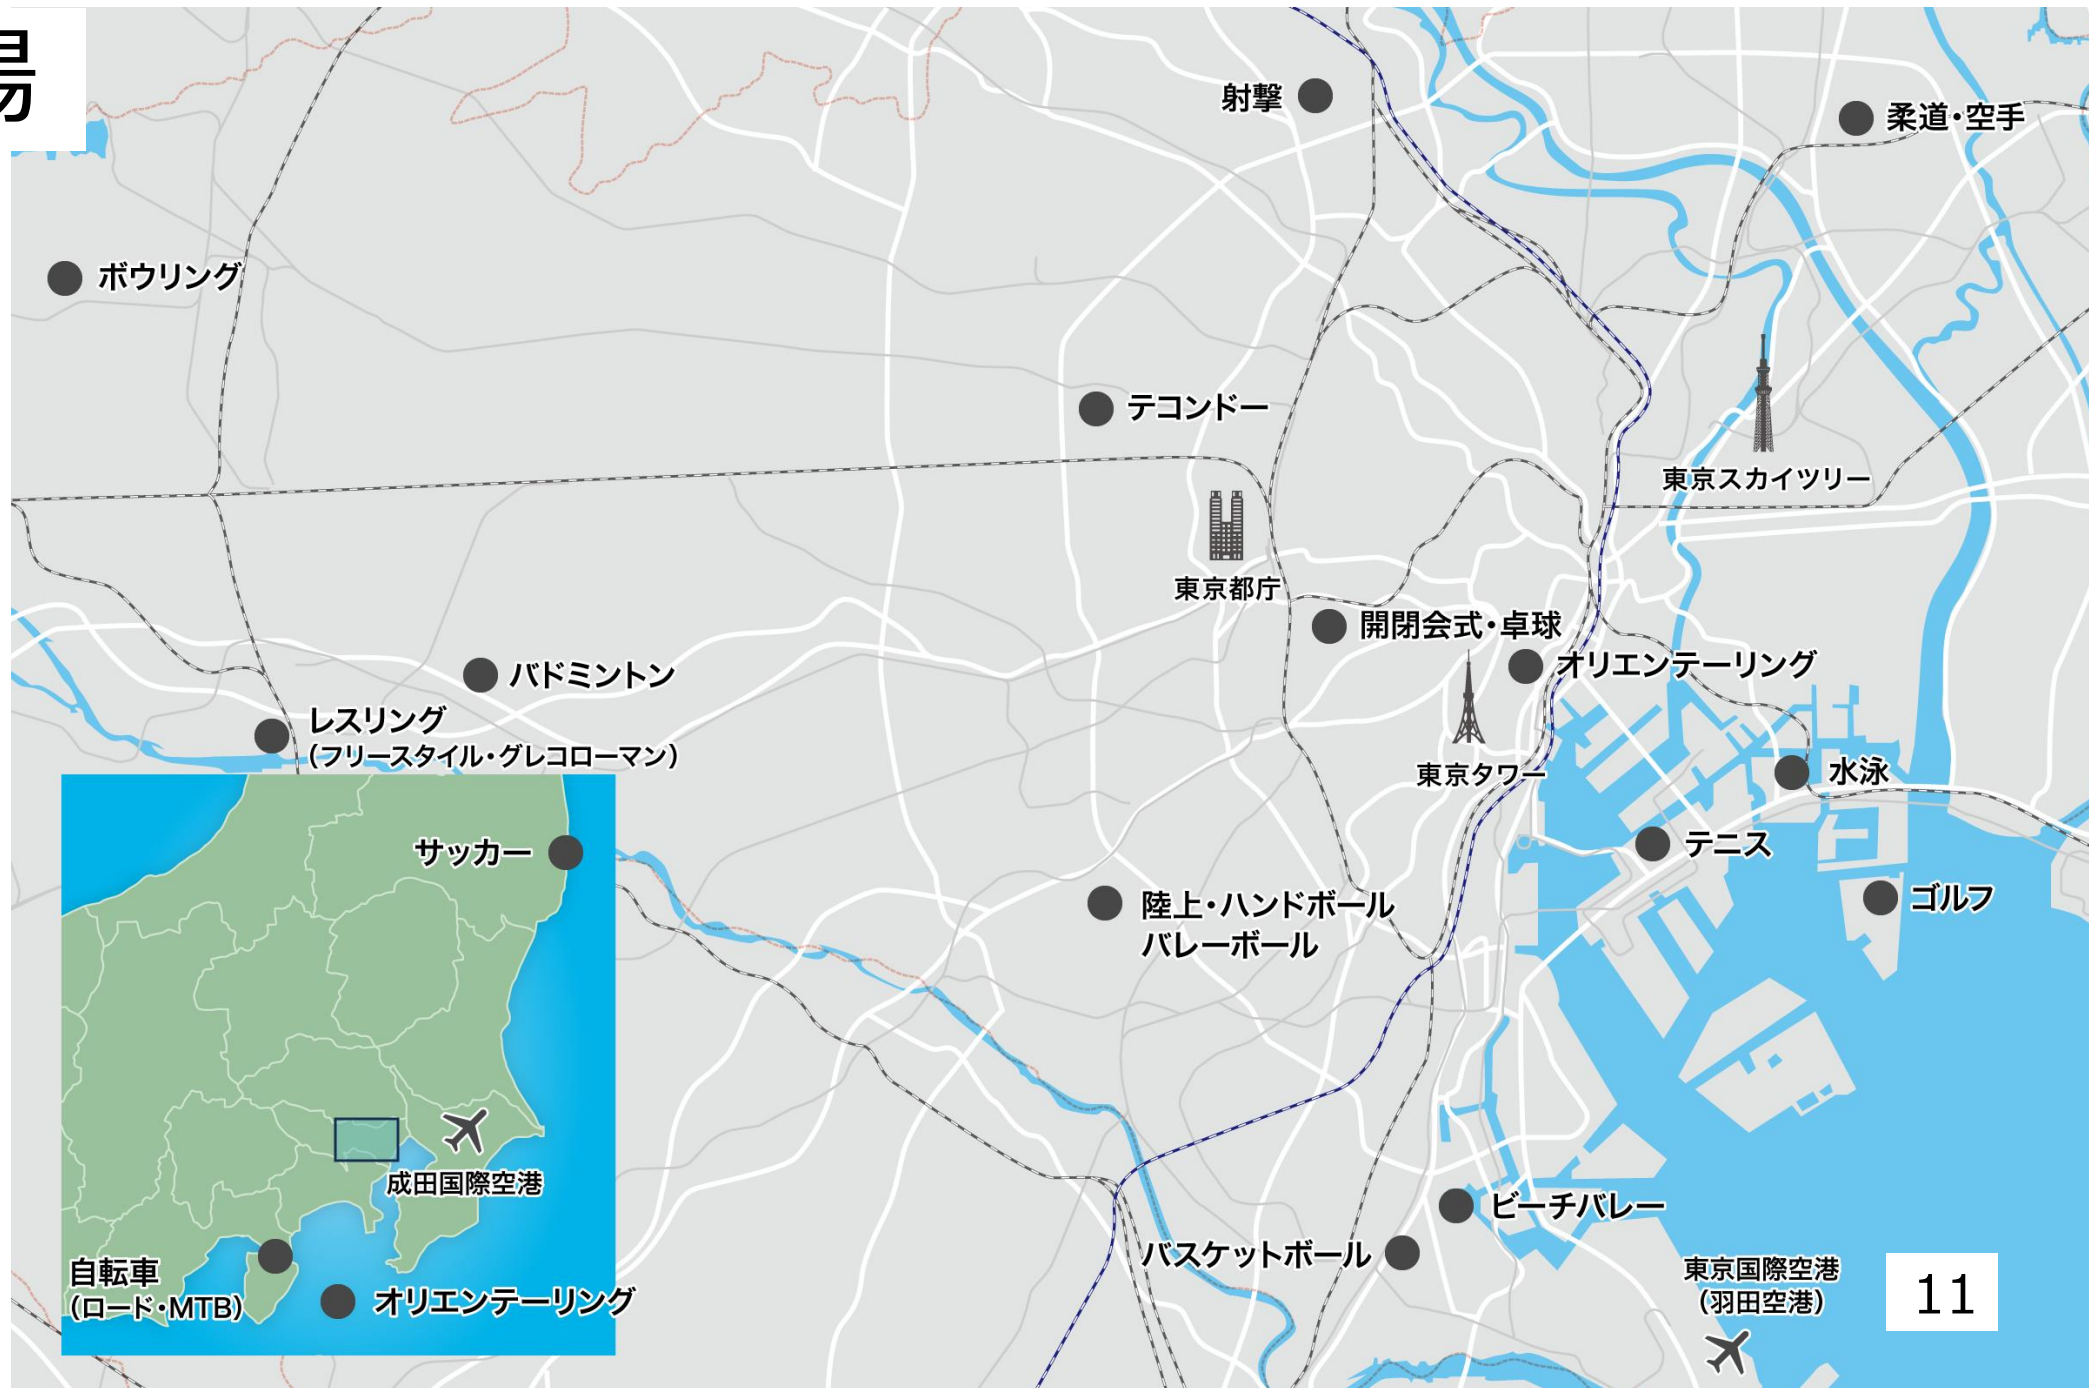 場
射撃
柔道・空手
ボウリング
テコンドー
東京スカイツリー
東京都庁
開閉会式・卓球
オリエンテーリング
バドミントン
レスリング
（フリースタイル・グレコローマン）
東京タワー
水泳
テニス
サッカー
ゴルフ
陸上・ハンドボール
バレーボール
成田国際空港
ビーチバレー
バスケットボール
自転車
（ロード・MTB）
オリエンテーリング
東京国際空港
（羽田空港）
11